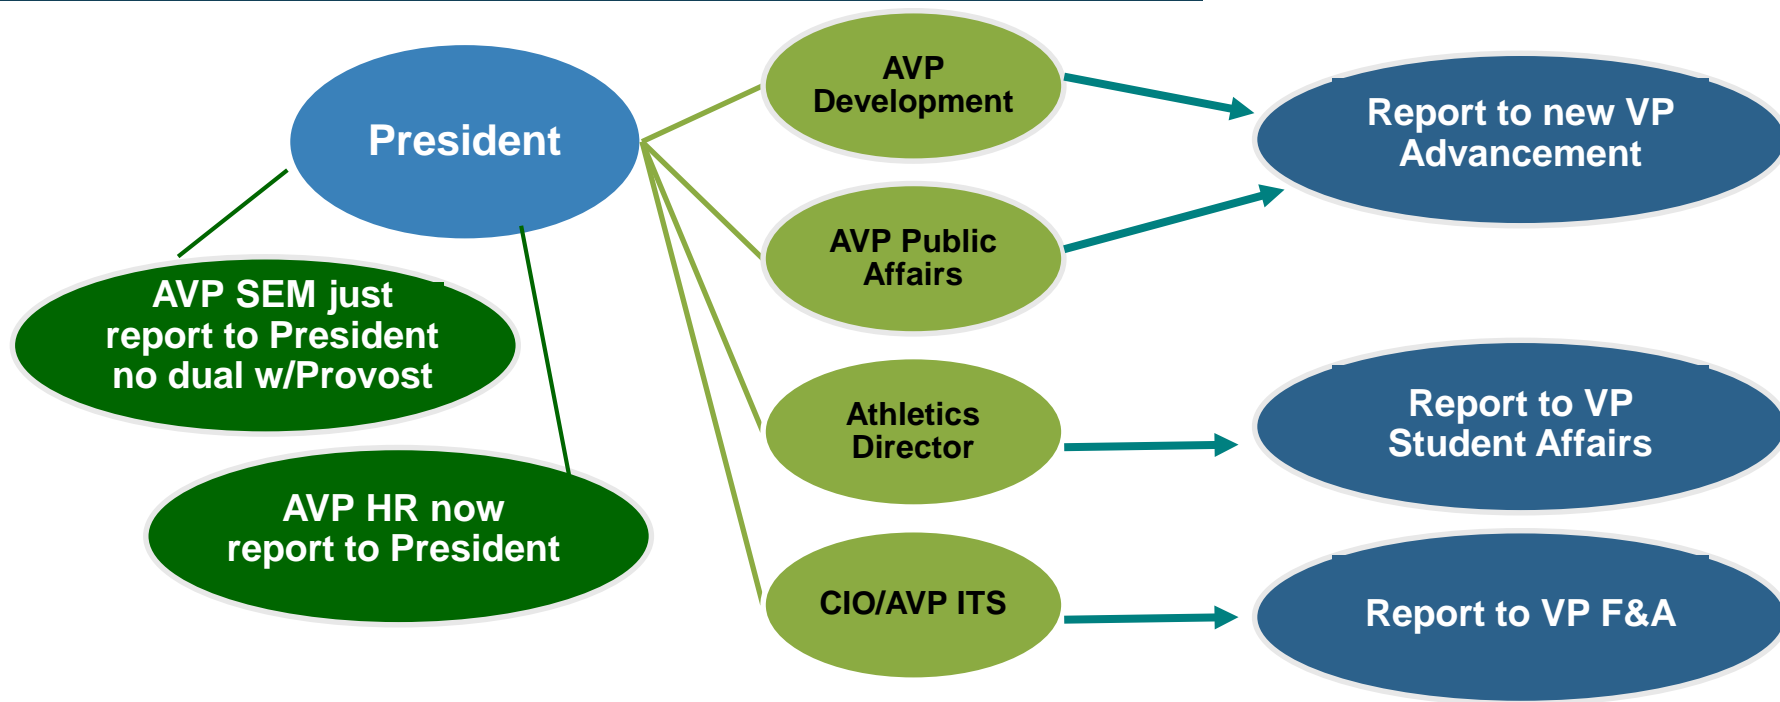 President
AVP SEM just
report to President
no dual w/Provost
AVP HR now
report to President
AVP
Development
AVP Public
Affairs
Athletics
Director
CIO/AVP ITS
Report to new VP
Advancement
Report to VP
Student Affairs
Report to VP F&A